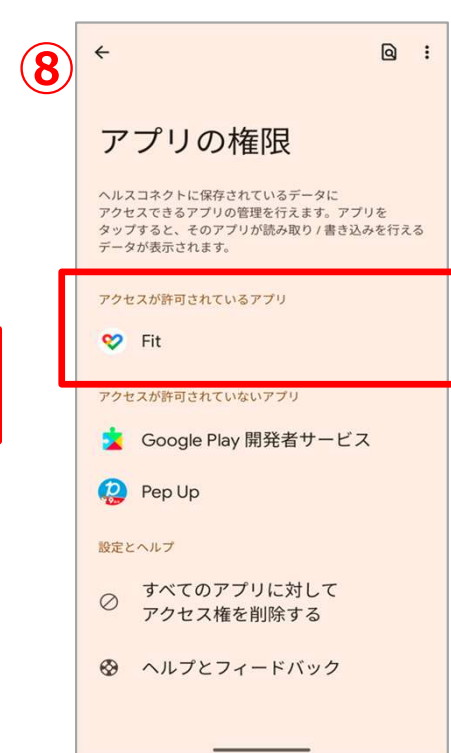 ⑧
アプリの権限
ヘルスコネクトに保存されているデータに
アクセスできるアプリの管理を行えます。アプリを
タップすると、そのアプリが読み取り / 書き込みを行える
データが表示されます。
アクセスが許可されているアプリ
Fit
アクセスが許可されていないアプリ
Google Play 開発者サービス
Pep Up
設定とヘルプ
すべてのアプリに対して
アクセス権を削除する
ヘルプとフィードバック